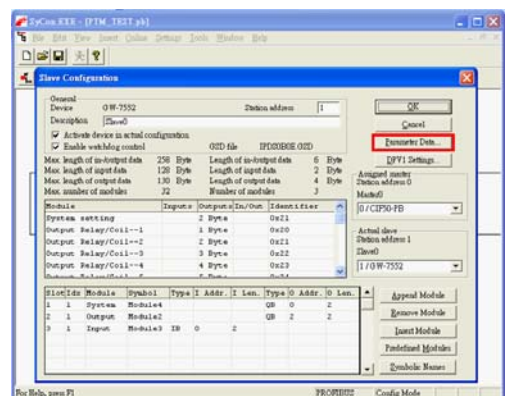 SyCon.EXE - [PTM_TEST.pb]
File Edit View Insert Online Settings Tools Window Help
Slave Configuration
General
Device GW-7552 Station address 1
Description Slave0
Activate device in actual configuration
Enable watchdog control GSD file IPDS0B0E.GSD
Max. length of in-/output data 258 Byte Length of in-/output data 6 Byte
Max. length of input data 128 Byte Length of input data 2 Byte
Max. length of output data 130 Byte Length of output data 4 Byte
Max. number of modules 32 Number of modules 3
OK
Cancel
Parameter Data...
DPV1 Settings...
Assigned master
Station address 0
Master0
0 / CIF50-PB
Actual slave
Station address 1
Slave0
1 / GW-7552
Module Inputs Outputs In/Out Identifier
System setting 2 Byte 0x21
Output Relay/Coil--1 1 Byte 0x20
Output Relay/Coil--2 2 Byte 0x21
Output Relay/Coil--3 3 Byte 0x22
Output Relay/Coil--4 4 Byte 0x23
Slot Idx Module Symbol Type I Addr. I Len. Type O Addr. O Len.
1 1 System Module4 QB 0 2
2 1 Output Module2 QB 2 2
3 1 Input Module3 IB 0 2
Append Module
Remove Module
Insert Module
Predefined Modules
Symbolic Names
For Help, press F1 PROFIBUS Config Mode